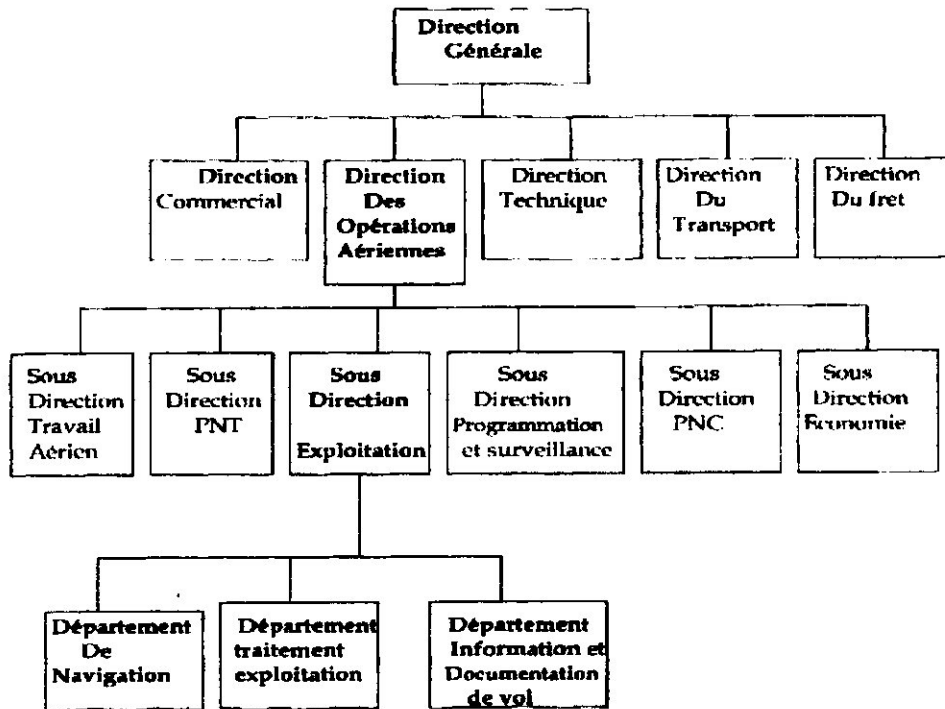 Direction
Générale
Direction
Commercial
Direction
Des
Opérations
Aériennes
Direction
Technique
Direction
Du
Transport
Direction
Du fret
Sous
Direction
Travail
Aérien
Sous
Direction
PNT
Sous
Direction
Exploitation
Sous
Direction
Programmation
et surveillance
Sous
Direction
PNC
Sous
Direction
Economie
Département
De
Navigation
Département
traitement
exploitation
Département
Information et
Documentation
de vol